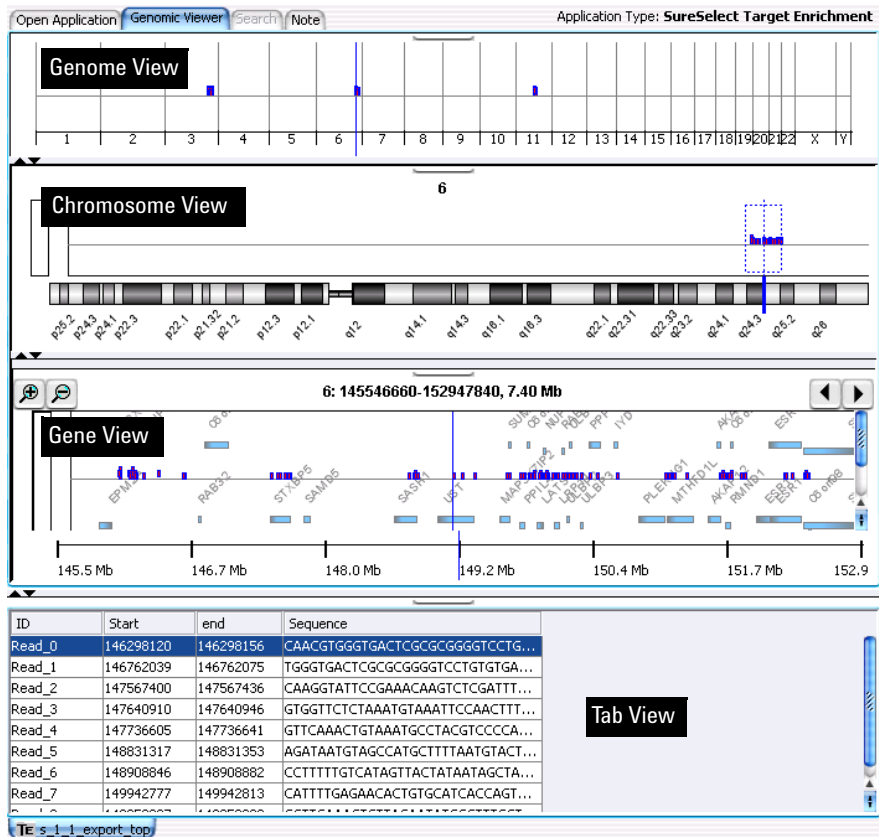 Open Application Genomic Viewer Search Note Application Type: SureSelect Target Enrichment
Genome View
1 2 3 4 5 6 7 8 9 10 11 12 13 14 15 16 17 18 19 20 21 22 X Y
6
Chromosome View
p25.2 p24.3 p24.1 p22.3 p22.1 p21.32 p21.2 p12.3 p12.1 q12 q14.1 q14.3 q16.1 q16.3 q22.1 q22.31 q22.33 q23.2 q24.1 q24.3 q25.2 q26
6: 145546660-152947840, 7.40 Mb
Gene View
IYD
RAB32 STXBP5 SAMD5 SASH1 UST PLEKHG1 MTHFD1L AKAP12 RMND1 ESR1
ULBP3
145.5 Mb 146.7 Mb 148.0 Mb 149.2 Mb 150.4 Mb 151.7 Mb 152.9
ID Start end Sequence
Read_0 146298120 146298156 CAACGTGGGTGACTCGCGCGGGGTCCTG...
Read_1 146762039 146762075 TGGGTGACTCGCGCGGGGTCCTGTGTGA...
Read_2 147567400 147567436 CAAGGTATTCCGAAACAAGTCTCGATTT...
Read_3 147640910 147640946 GTGGTTCTCTAAATGTAAATTCCAACTTT...
Read_4 147736605 147736641 GTTCAAACTGTAAATGCCTACGTCCCCA...
Read_5 148831317 148831353 AGATAATGTAGCCATGCTTTTAATGTACT...
Read_6 148908846 148908882 CCTTTTTGTCATAGTTACTATAATAGCTA...
Read_7 149942777 149942813 CATTTTGAGAACACTGTGCATCACCAGT...
Tab View
TE s_1_1_export_top